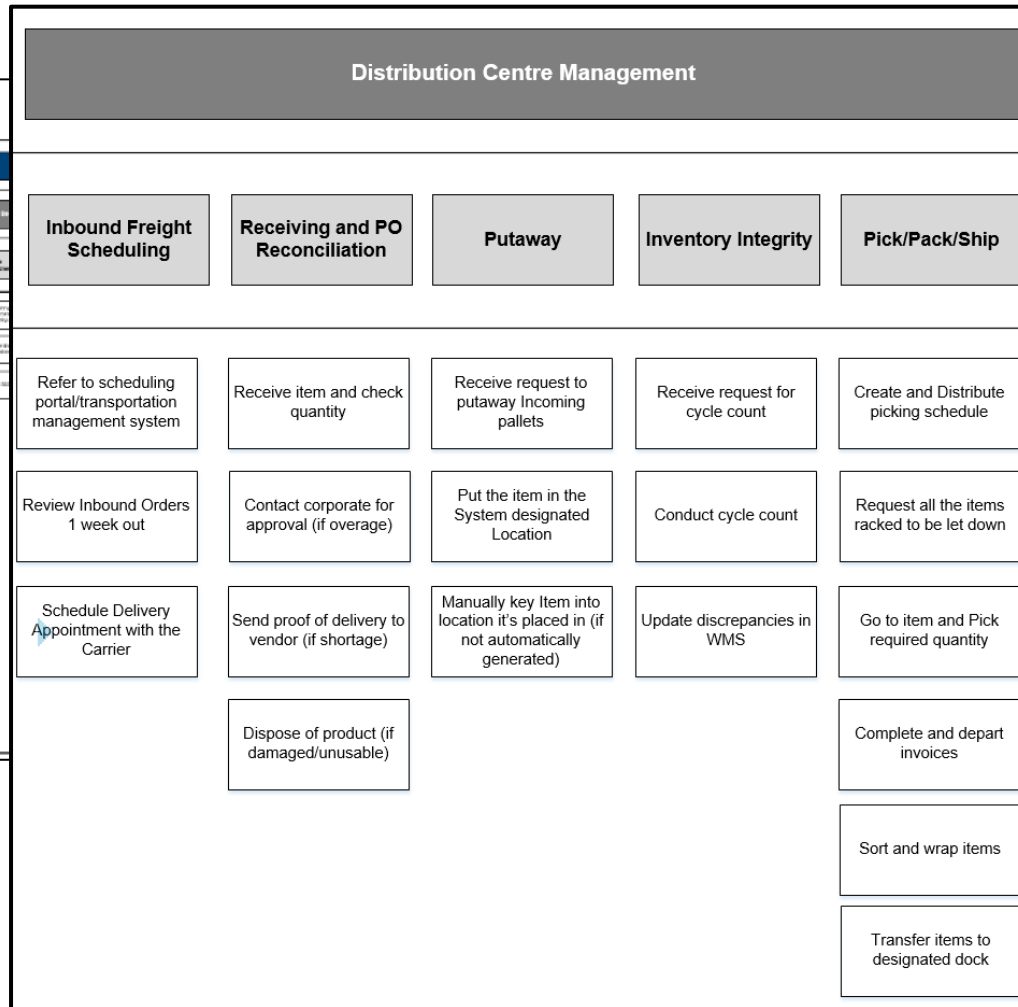 Distribution Centre Management
Inbound Freight
Scheduling
Receiving and PO
Reconciliation
Putaway
Inventory Integrity
Pick/Pack/Ship
Refer to scheduling
portal/transportation
management system
Review Inbound Orders
1 week out
Schedule Delivery
Appointment with the
Carrier
Receive item and check
quantity
Contact corporate for
approval (if overage)
Send proof of delivery to
vendor (if shortage)
Dispose of product (if
damaged/unusable)
Receive request to
putaway Incoming
pallets
Put the item in the
System designated
Location
Manually key Item into
location it’s placed in (if
not automatically
generated)
Receive request for
cycle count
Conduct cycle count
Update discrepancies in
WMS
Create and Distribute
picking schedule
Request all the items
racked to be let down
Go to item and Pick
required quantity
Complete and depart
invoices
Sort and wrap items
Transfer items to
designated dock